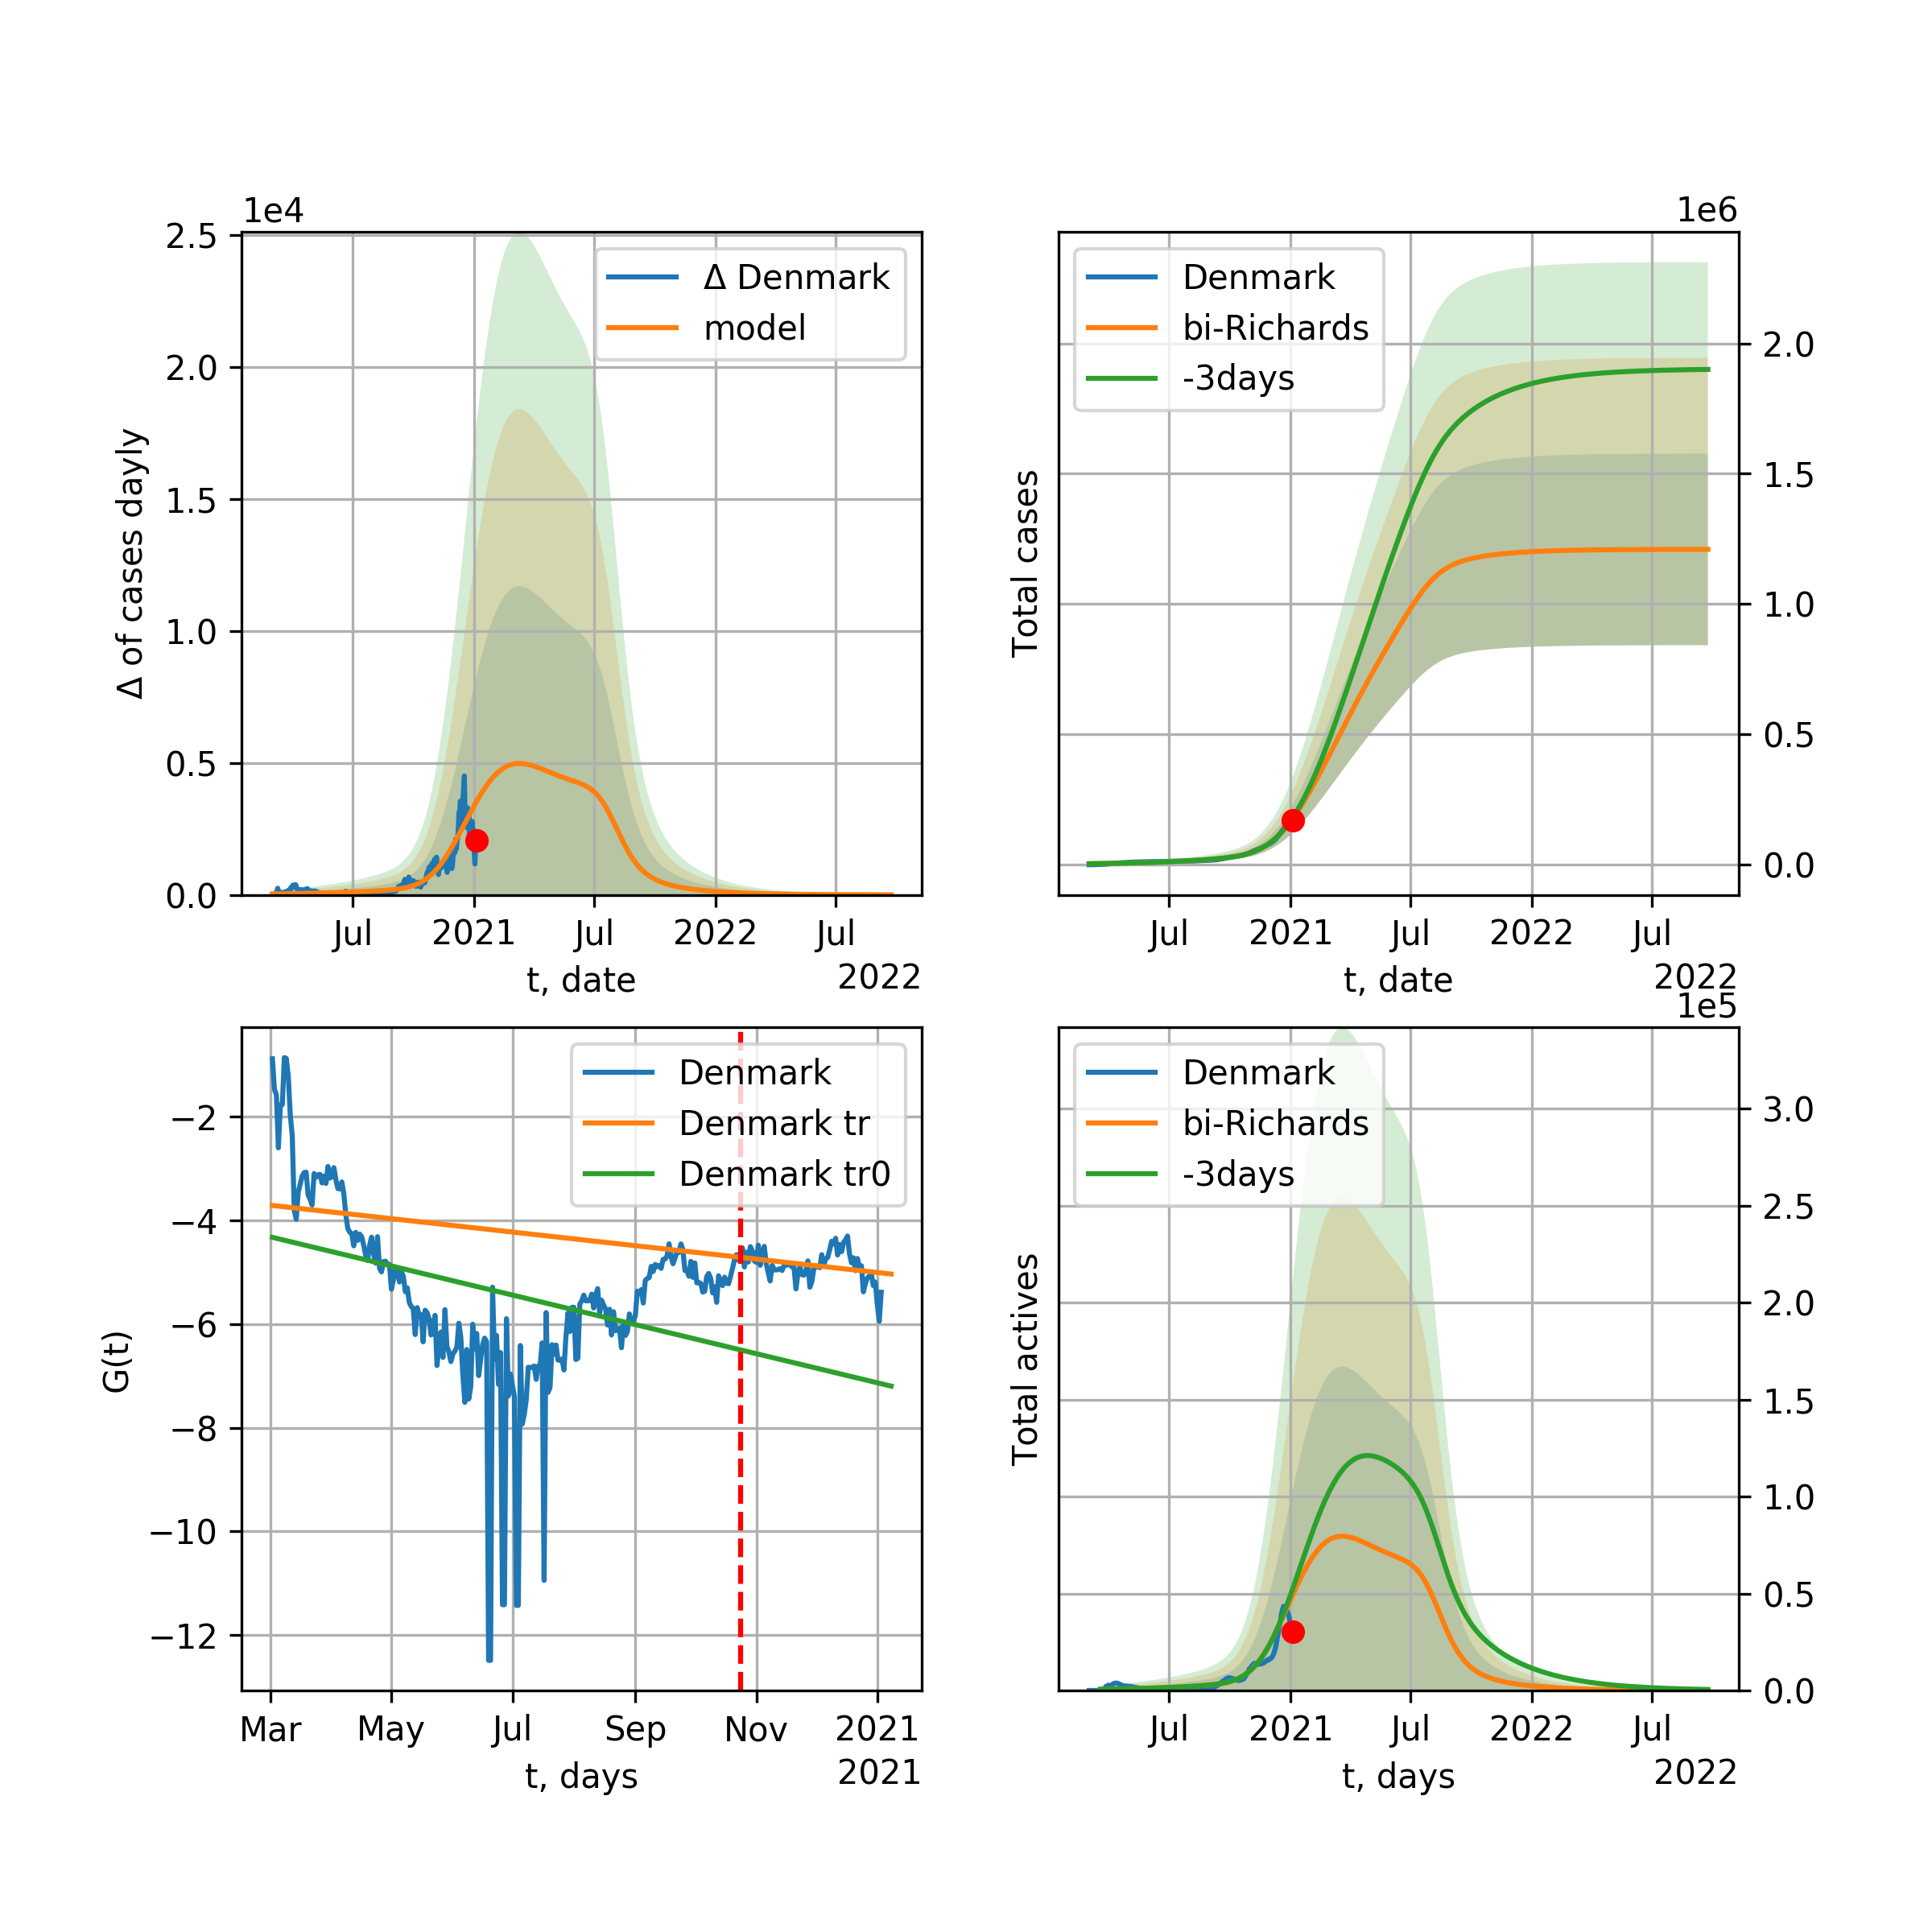 1e4
2.5
2.0
1.5
1.0
0.5
0.0
Δ of cases dayly
Δ Denmark
model
Jul
2021
Jul
2022
Jul
t, date
2022
1e6
Denmark
bi-Richards
-3days
Total cases
2.0
1.5
1.0
0.5
0.0
Jul
2021
Jul
2022
Jul
t, date
2022
Denmark
Denmark tr
Denmark tr0
G(t)
−2
−4
−6
−8
−10
−12
Mar
May
Jul
Sep
Nov
2021
t, days
2021
1e5
Denmark
bi-Richards
-3days
Total actives
3.0
2.5
2.0
1.5
1.0
0.5
0.0
Jul
2021
Jul
2022
Jul
t, days
2022